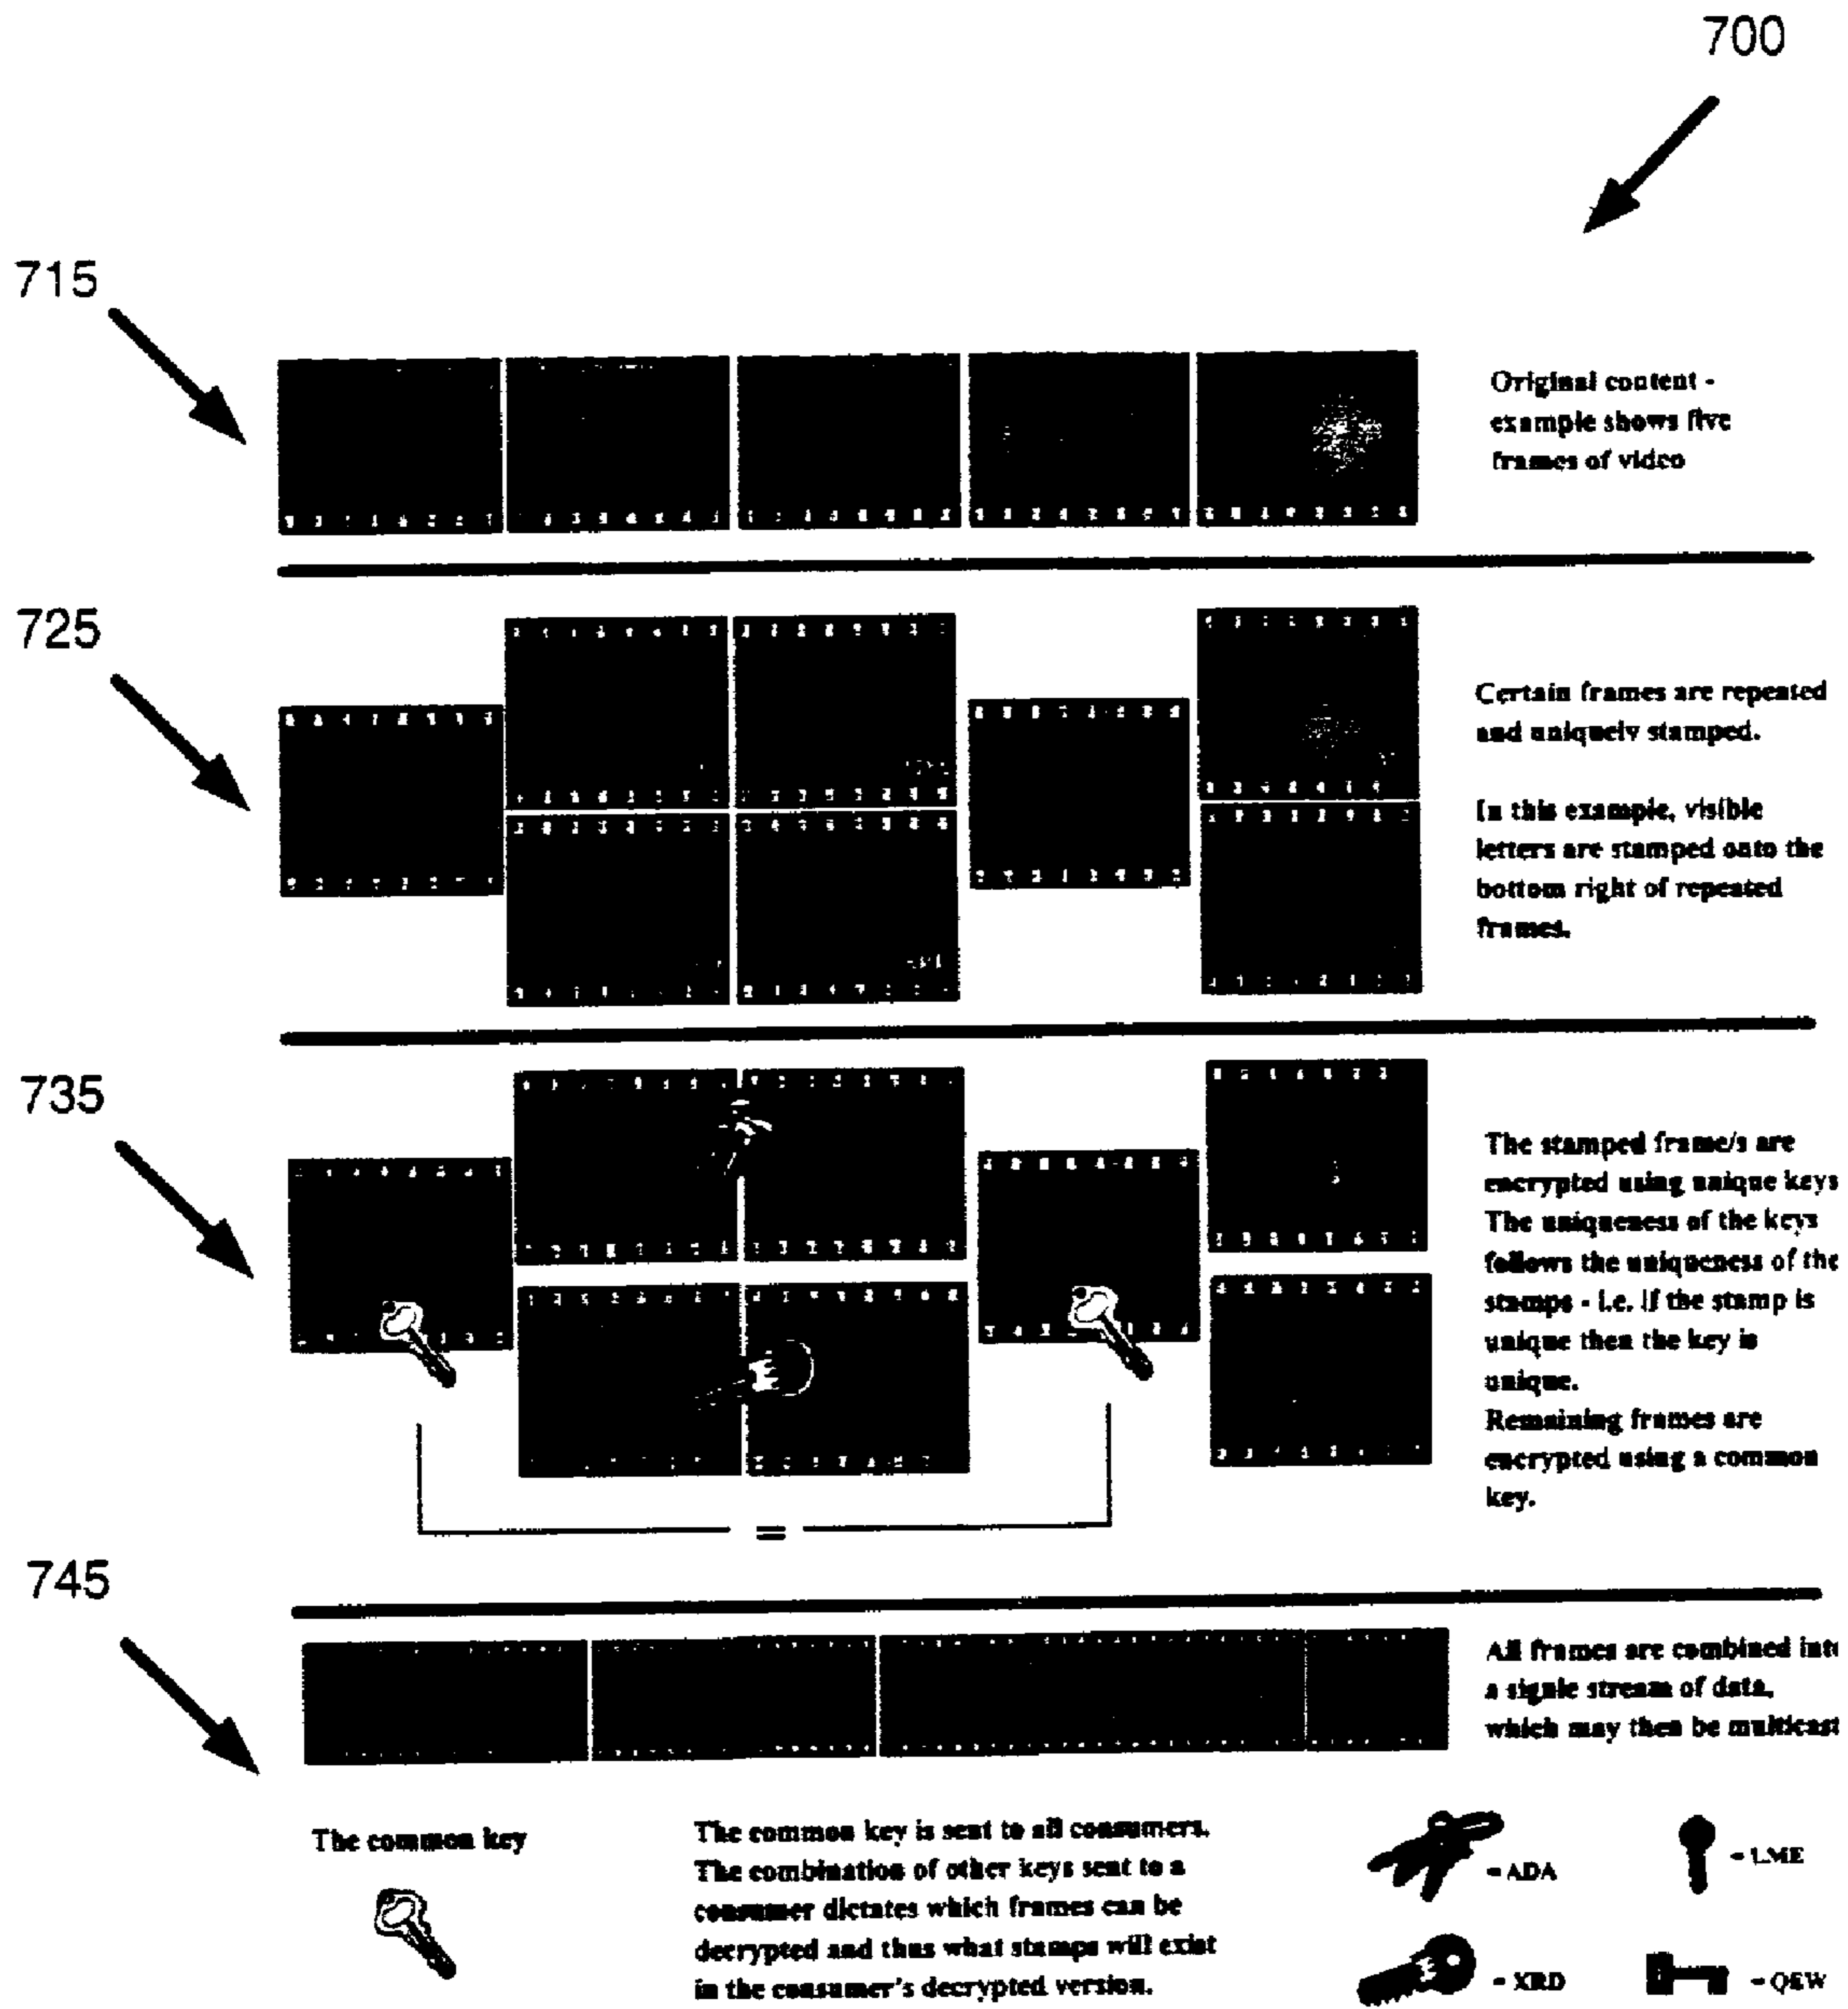 700
715
Original content -
example shows five
frames of video
725
Certain frames are repeated
and uniquely stamped.
In this example, visible
letters are stamped onto the
bottom right of repeated
frames.
735
The stamped frame/s are
encrypted using unique keys
The uniqueness of the keys
follows the uniqueness of the
stamps - i.e. if the stamp is
unique then the key is
unique.
Remaining frames are
encrypted using a common
key.
=
745
All frames are combined into
a signle stream of data,
which may then be multicast
The common key
The common key is sent to all consumers.
The combination of other keys sent to a
consumer dictates which frames can be
decrypted and thus what stamps will exist
in the consumer's decrypted version.
= ADA
= LME
= XRD
= QEW